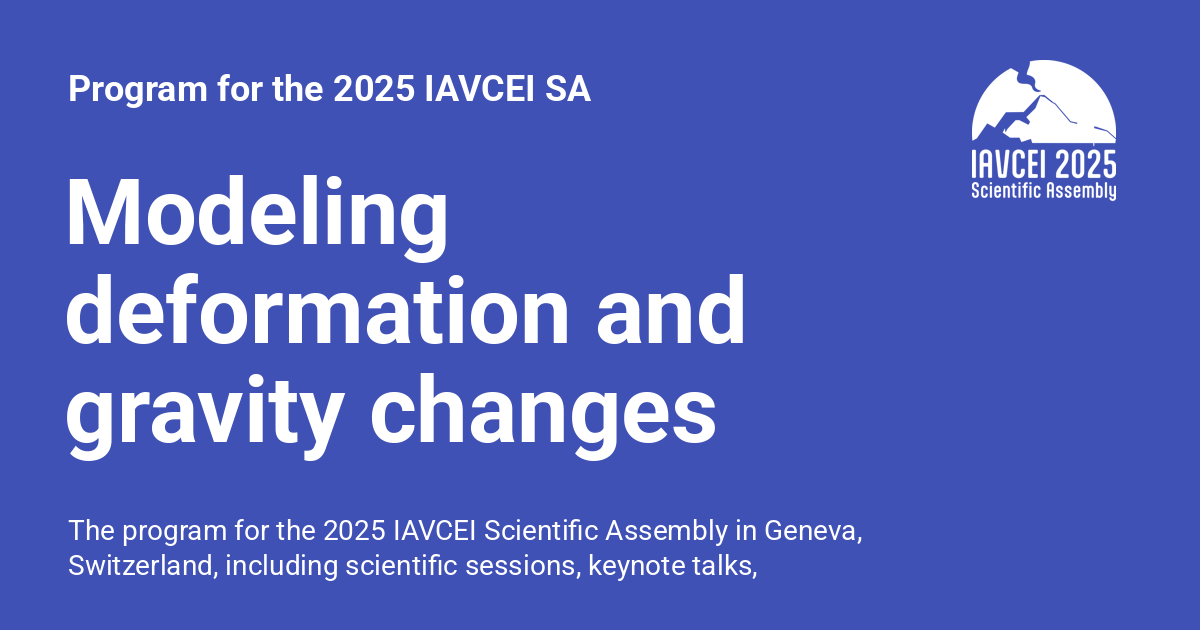 Program for the 2025 IAVCEI SA
IAVCEI 2025
Scientific Assembly
Modeling
deformation and
gravity changes
The program for the 2025 IAVCEI Scientific Assembly in Geneva,
Switzerland, including scientific sessions, keynote talks,